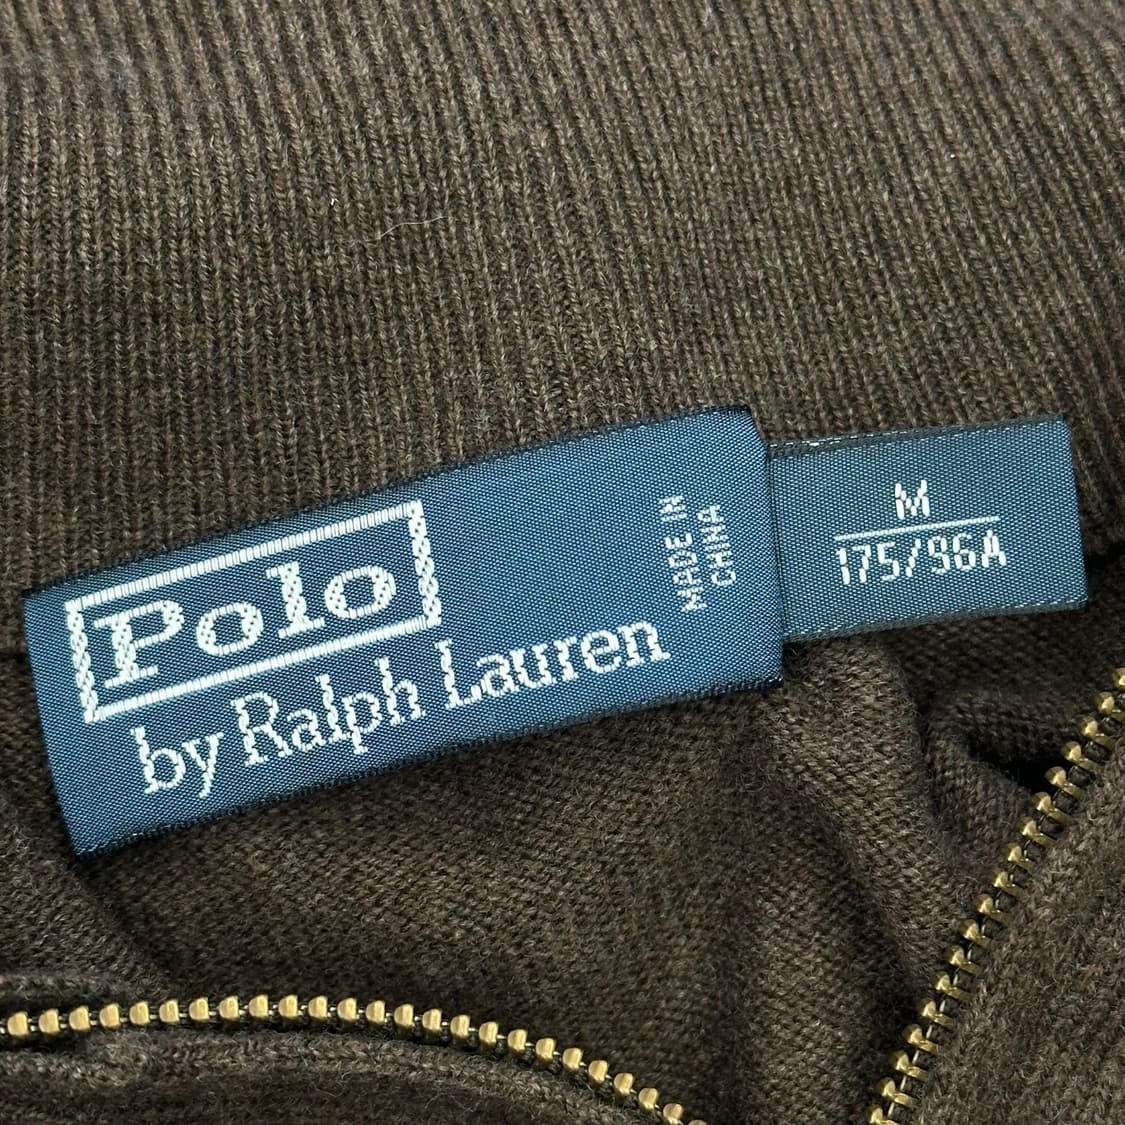 Polo
by Ralph Lauren
MADE IN
CHINA
M
175/96A